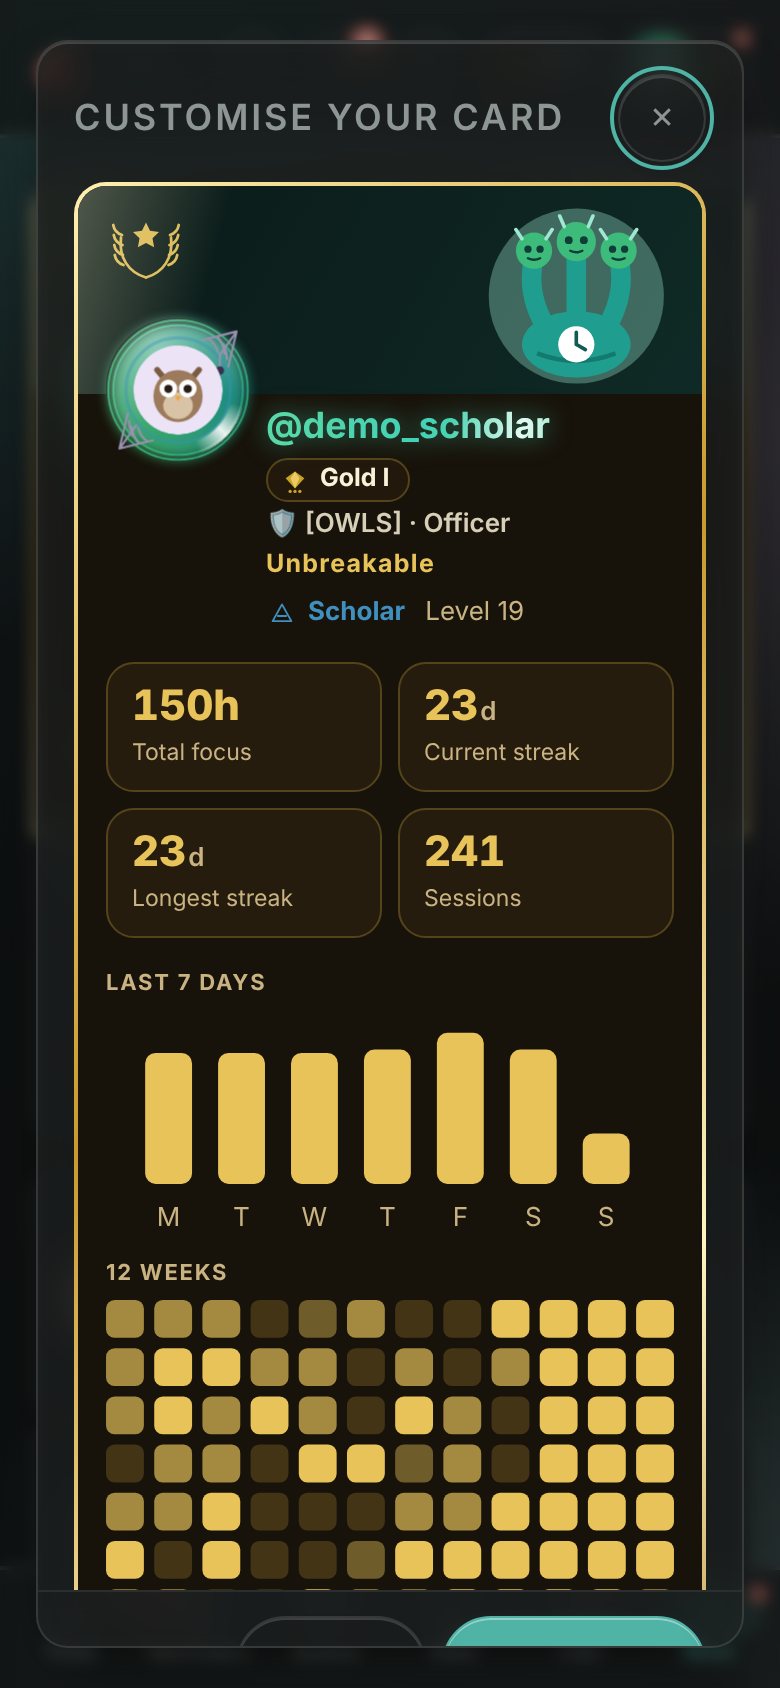 CUSTOMISE YOUR CARD ×
@demo_scholar
Gold I
[OWLS] · Officer
Unbreakable
Scholar Level 19
150h
Total focus
23d
Current streak
23d
Longest streak
241
Sessions
LAST 7 DAYS
M T W T F S S
12 WEEKS